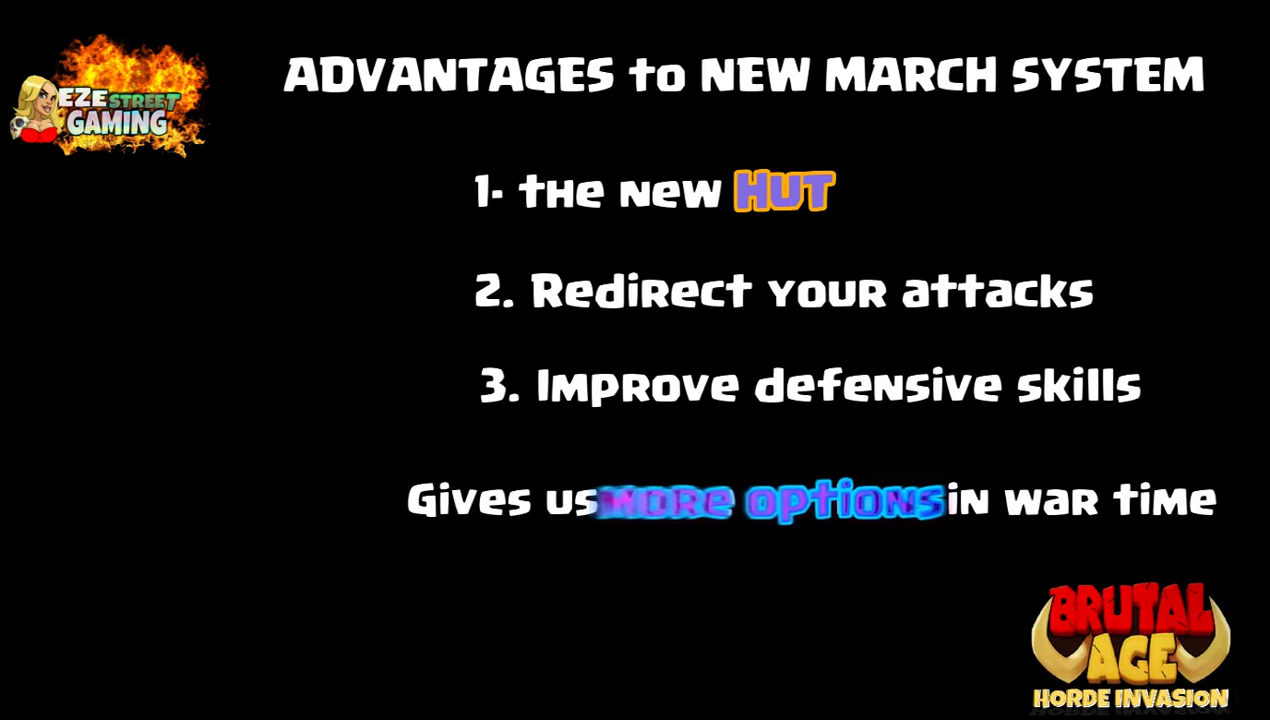 ADVANTAGES to NEW MARCH SYSTEM
EZE STREET
GAMING
1- the new HUT
2. Redirect your attacks
3. Improve defensive skills
Gives us more options in war time
BRUTAL
AGE
HORDE INVASION